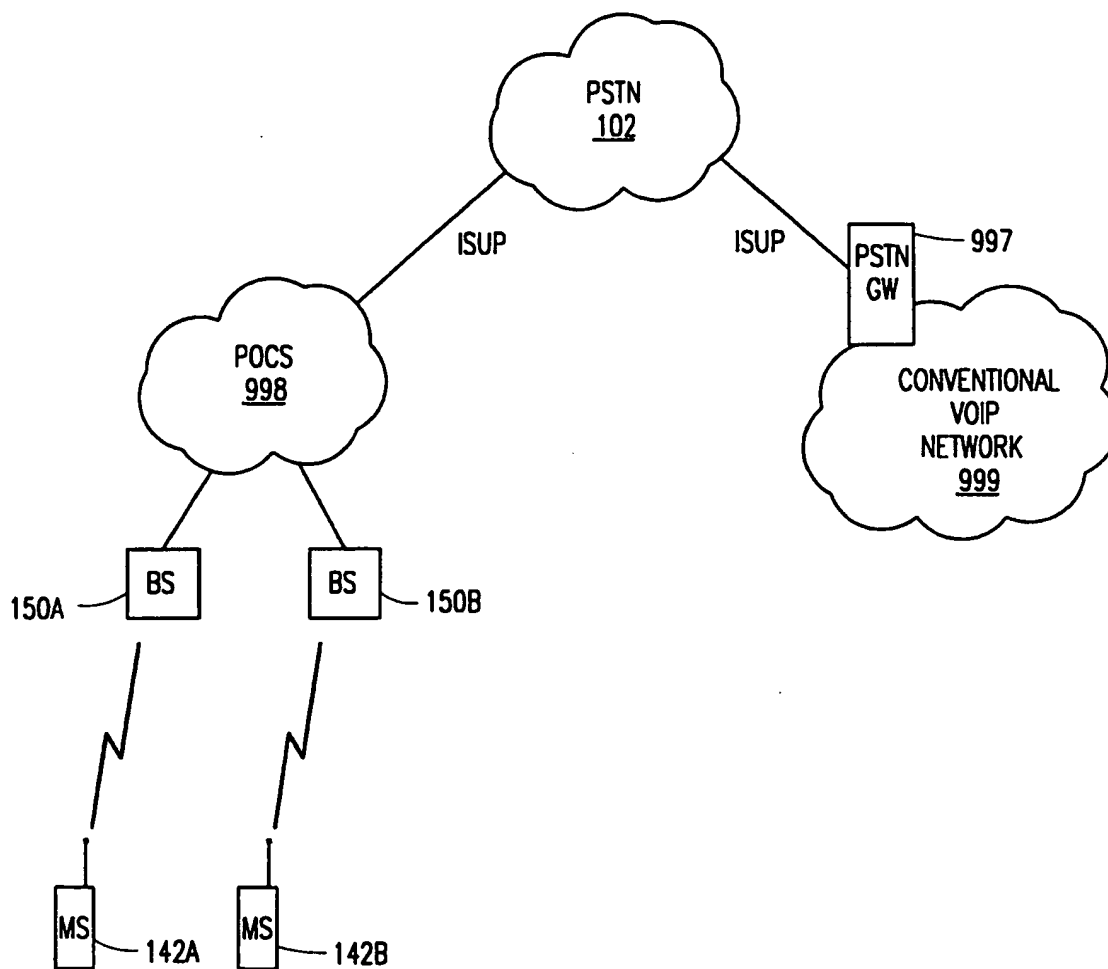 PSTN
102
ISUP
ISUP
PSTN
GW
997
POCS
998
CONVENTIONAL
VOIP
NETWORK
999
BS
150A
BS
150B
MS
142A
MS
142B